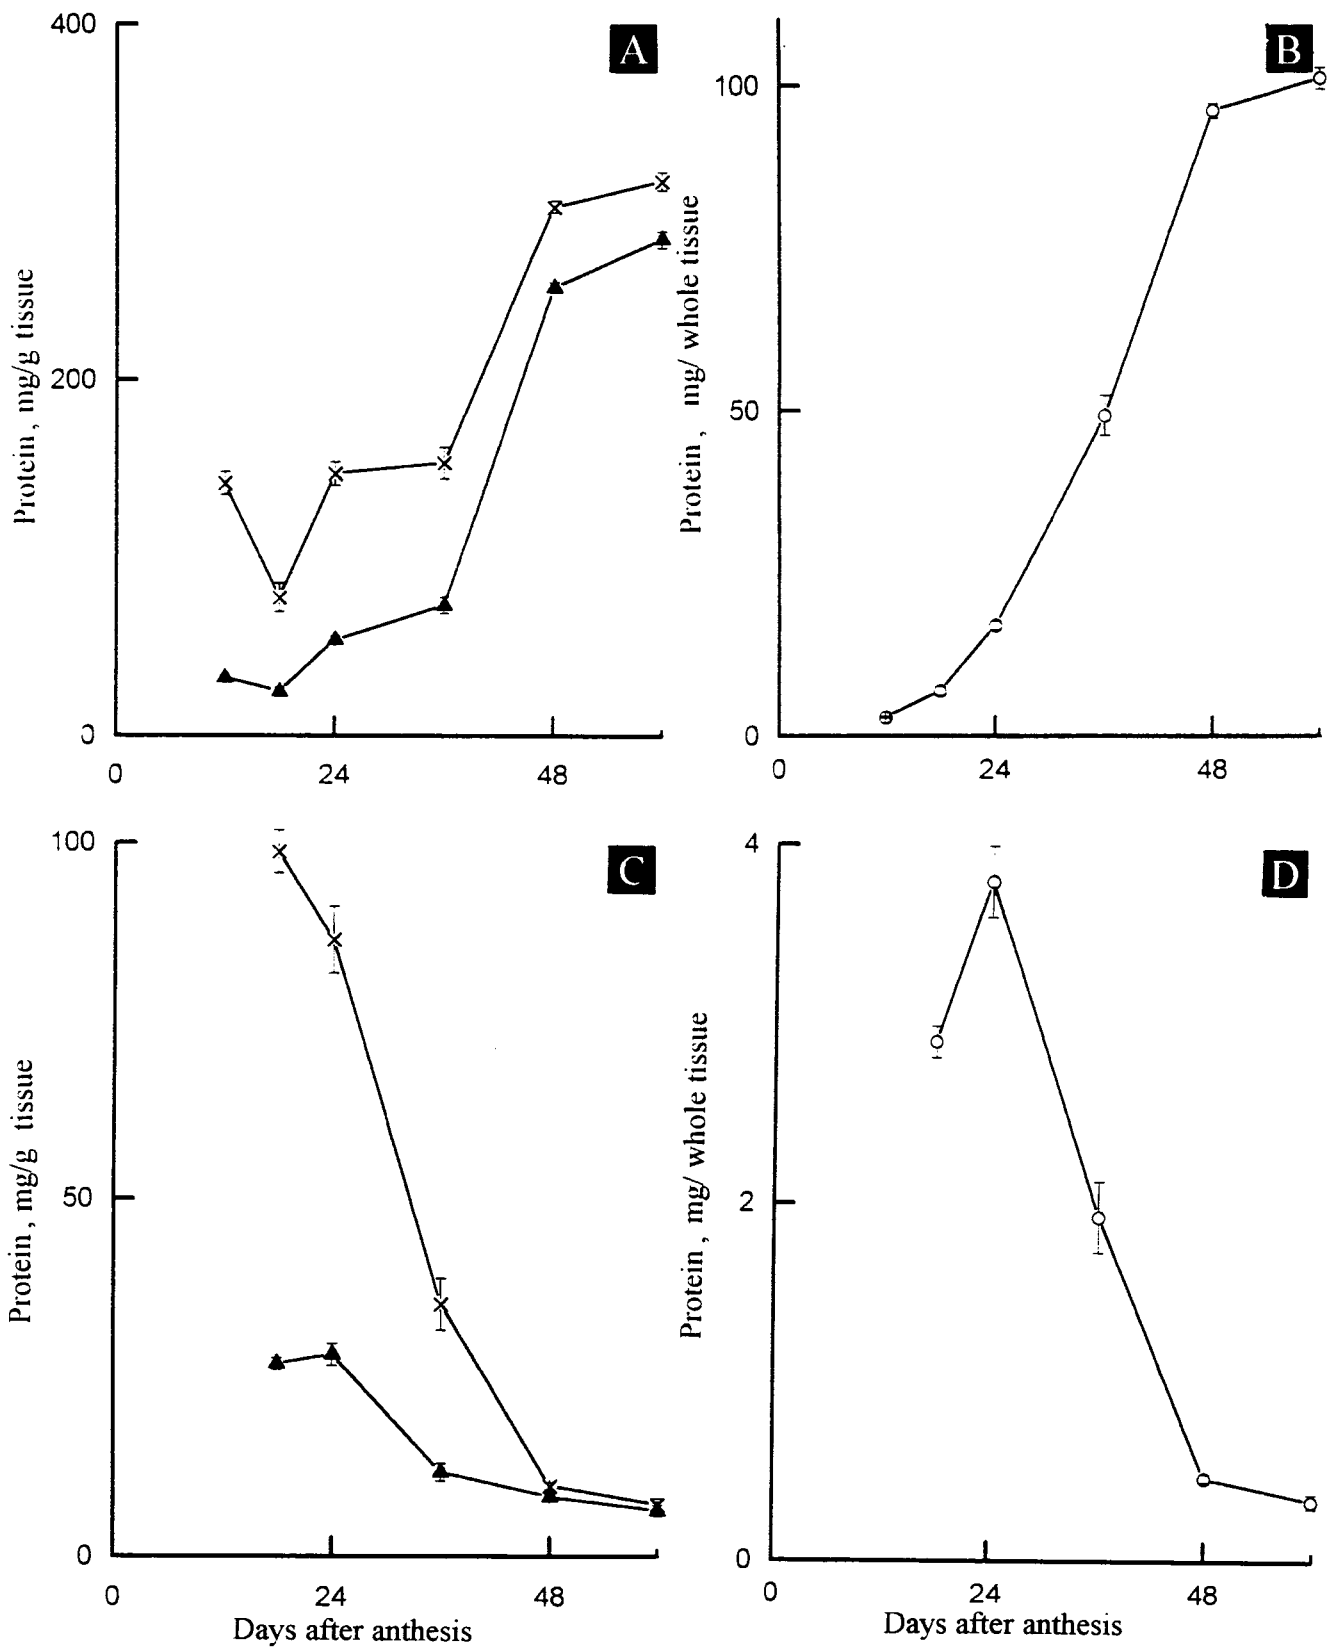 400
A
Protein, mg/g tissue
200
0
0
24
48
B
100
Protein, mg/ whole tissue
50
0
0
24
48
100
C
Protein, mg/g tissue
50
0
0
24
48
Days after anthesis
4
D
Protein, mg/ whole tissue
2
0
0
24
48
Days after anthesis